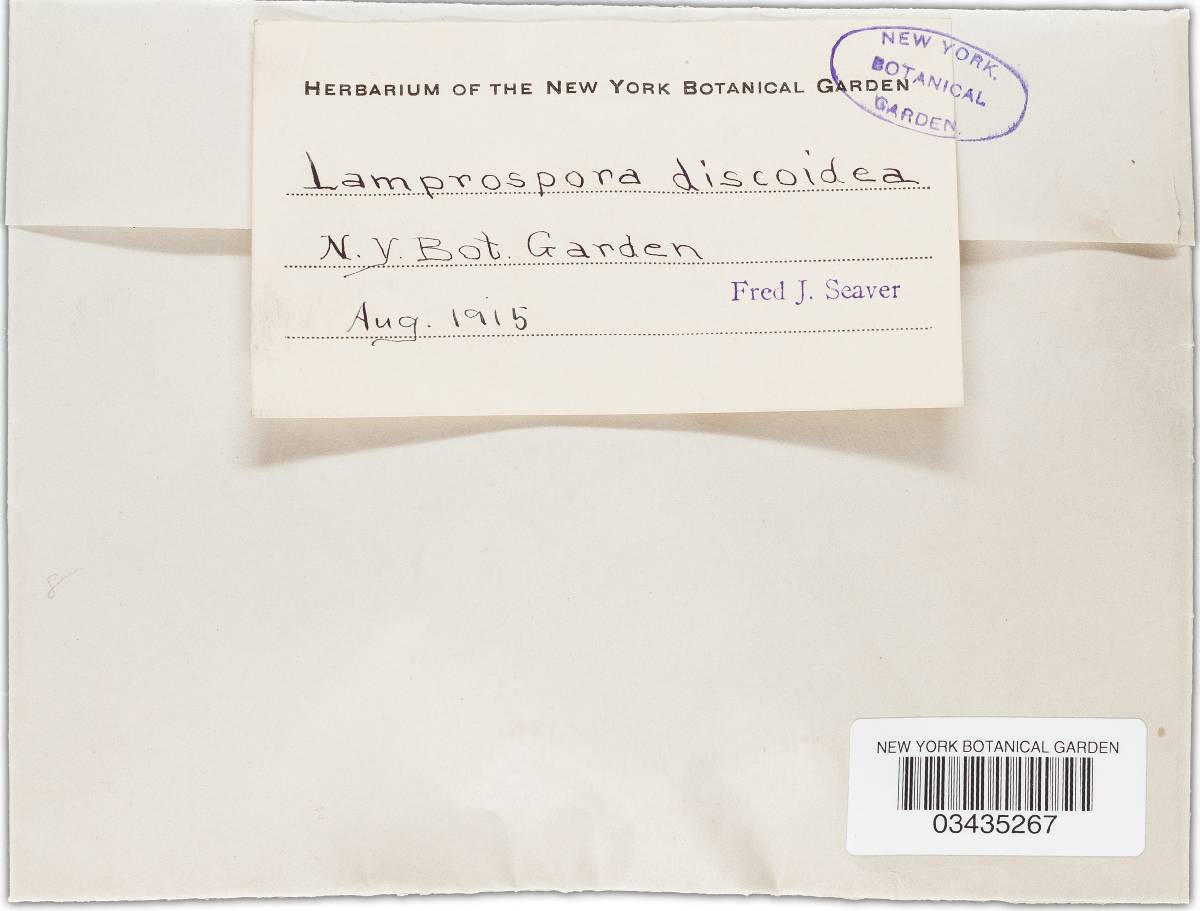 NEW YORK.
BOTANICAL
GARDEN.
HERBARIUM OF THE NEW YORK BOTANICAL GARDEN
Lamprospora discoidea
N.Y. Bot. Garden
Fred J. Seaver
Aug. 1915
8
NEW YORK BOTANICAL GARDEN
03435267